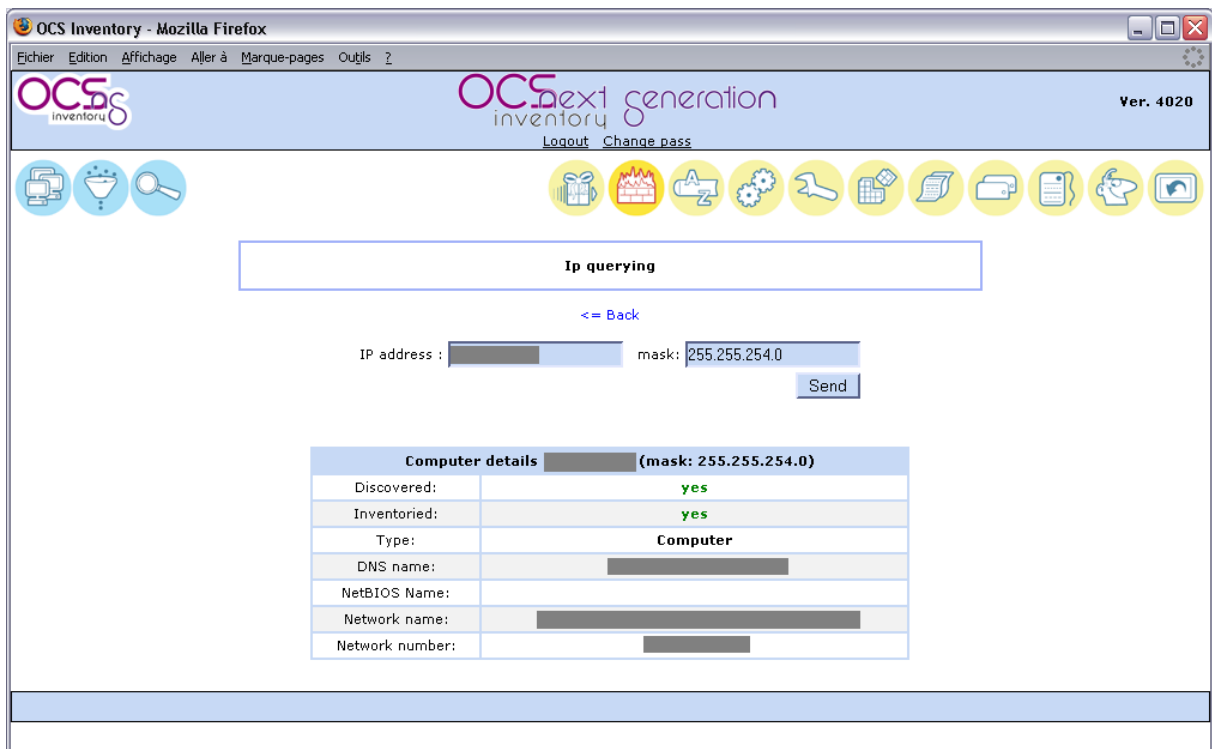 OCS Inventory - Mozilla Firefox
Fichier Edition Affichage Aller à Marque-pages Outils ?
OCS NG inventory
OCS inventory next generation
Ver. 4020
Logout Change pass
A Z
Ip querying
<= Back
IP address : mask: 255.255.254.0
Send
Computer details (mask: 255.255.254.0)
Discovered: yes
Inventoried: yes
Type: Computer
DNS name:
NetBIOS Name:
Network name:
Network number: